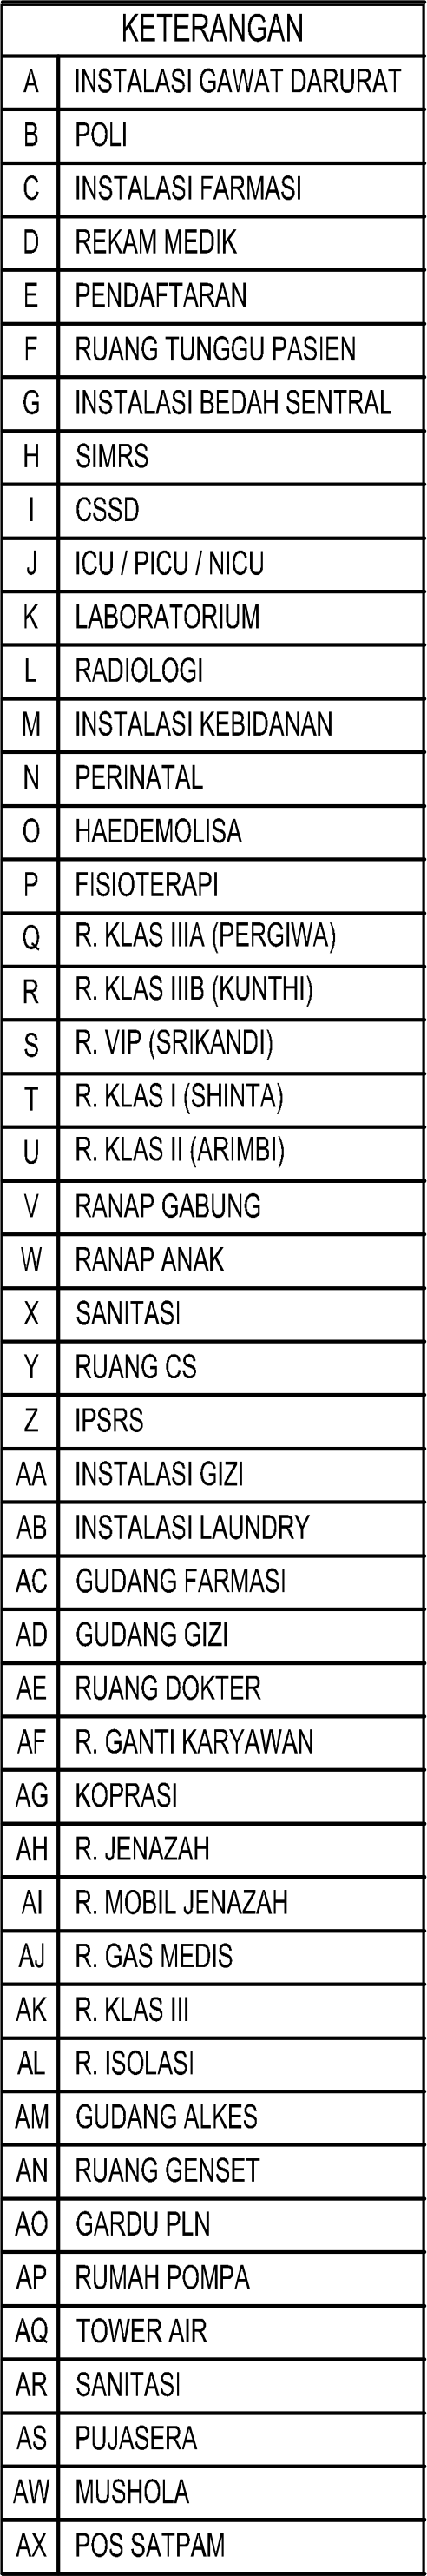 KETERANGAN
A INSTALASI GAWAT DARURAT
B POLI
C INSTALASI FARMASI
D REKAM MEDIK
E PENDAFTARAN
F RUANG TUNGGU PASIEN
G INSTALASI BEDAH SENTRAL
H SIMRS
I CSSD
J ICU / PICU / NICU
K LABORATORIUM
L RADIOLOGI
M INSTALASI KEBIDANAN
N PERINATAL
O HAEDEMOLISA
P FISIOTERAPI
Q R. KLAS IIIA (PERGIWA)
R R. KLAS IIIB (KUNTHI)
S R. VIP (SRIKANDI)
T R. KLAS I (SHINTA)
U R. KLAS II (ARIMBI)
V RANAP GABUNG
W RANAP ANAK
X SANITASI
Y RUANG CS
Z IPSRS
AA INSTALASI GIZI
AB INSTALASI LAUNDRY
AC GUDANG FARMASI
AD GUDANG GIZI
AE RUANG DOKTER
AF R. GANTI KARYAWAN
AG KOPRASI
AH R. JENAZAH
AI R. MOBIL JENAZAH
AJ R. GAS MEDIS
AK R. KLAS III
AL R. ISOLASI
AM GUDANG ALKES
AN RUANG GENSET
AO GARDU PLN
AP RUMAH POMPA
AQ TOWER AIR
AR SANITASI
AS PUJASERA
AW MUSHOLA
AX POS SATPAM